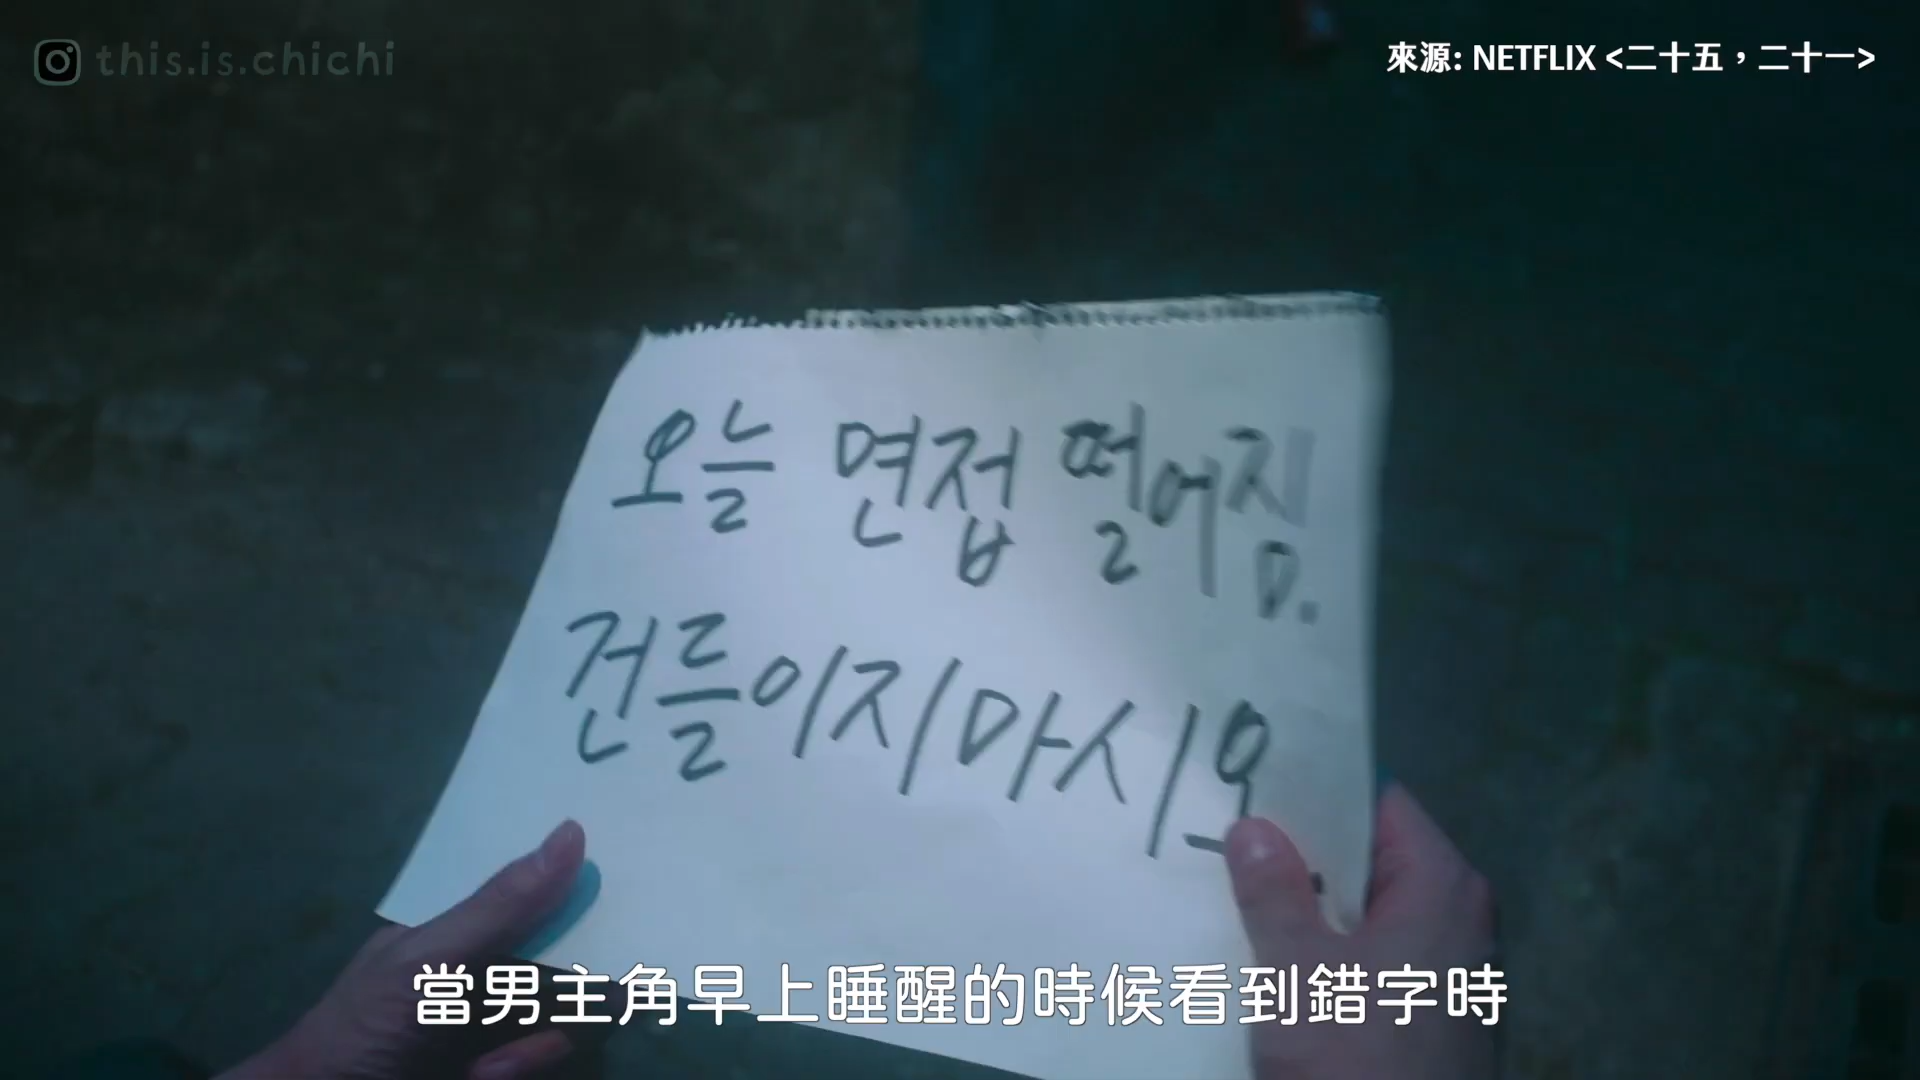 this.is.chichi
來源: NETFLIX <二十五，二十一>
오늘 면접 떨어짐.
건들이지마시오.
當男主角早上睡醒的時候看到錯字時